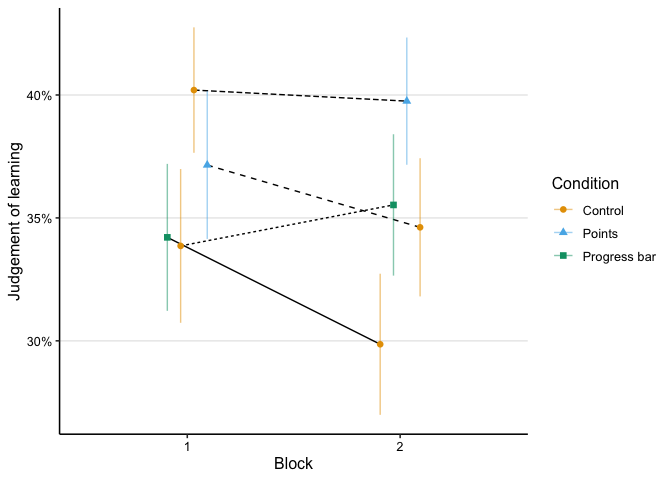 Judgement of learning
40%
35%
30%
1
2
Block
Condition
Control
Points
Progress bar